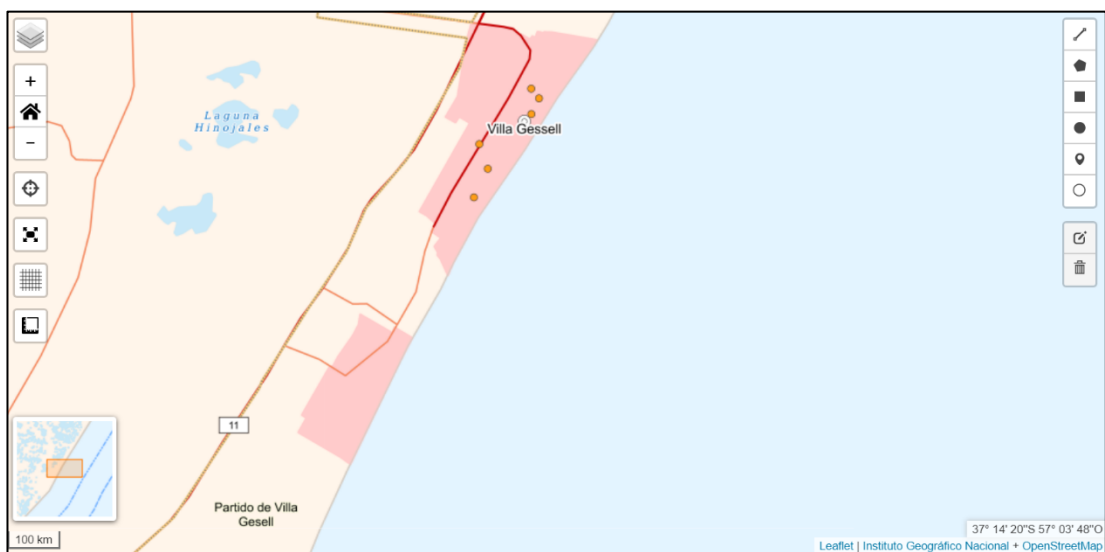 +
−
Laguna
Hinojales
Villa Gessell
11
Partido de Villa
Gesell
100 km
37° 14' 20"S 57° 03' 48"O
Leaflet | Instituto Geográfico Nacional + OpenStreetMap